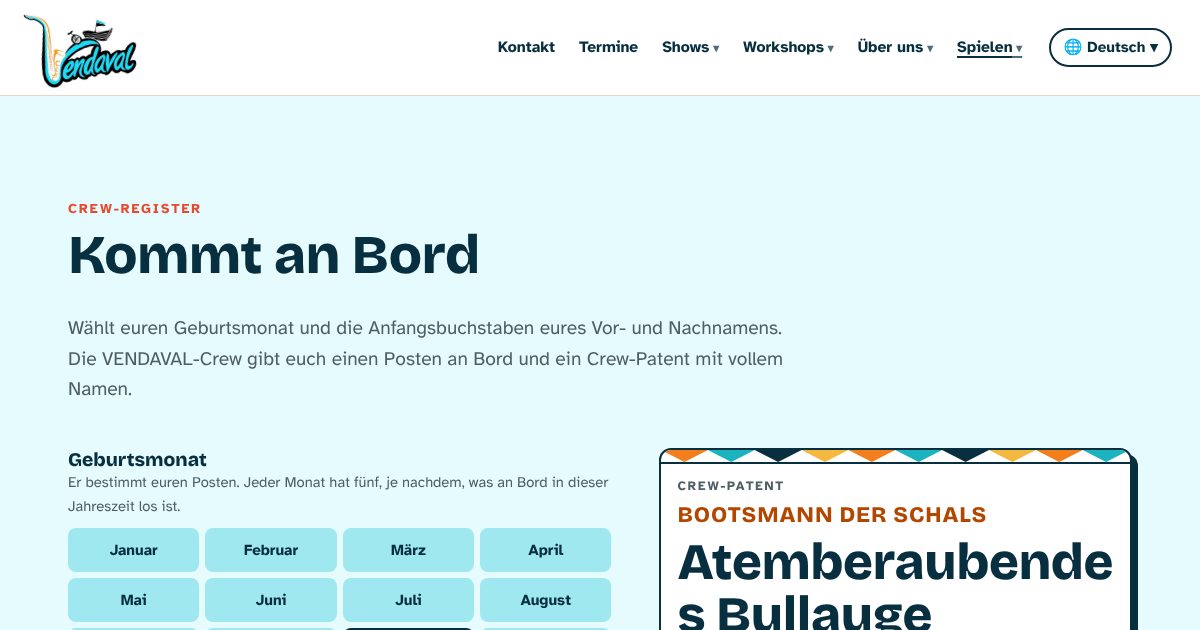 Vendaval
Kontakt Termine Shows ▾ Workshops ▾ Über uns ▾ Spielen ▾ 🌐 Deutsch ▾
CREW-REGISTER
Kommt an Bord
Wählt euren Geburtsmonat und die Anfangsbuchstaben eures Vor- und Nachnamens.
Die VENDAVAL-Crew gibt euch einen Posten an Bord und ein Crew-Patent mit vollem
Namen.
Geburtsmonat
Er bestimmt euren Posten. Jeder Monat hat fünf, je nachdem, was an Bord in dieser
Jahreszeit los ist.
Januar Februar März April
Mai Juni Juli August
CREW-PATENT
BOOTSMANN DER SCHALS
Atemberaubende
s Bullauge